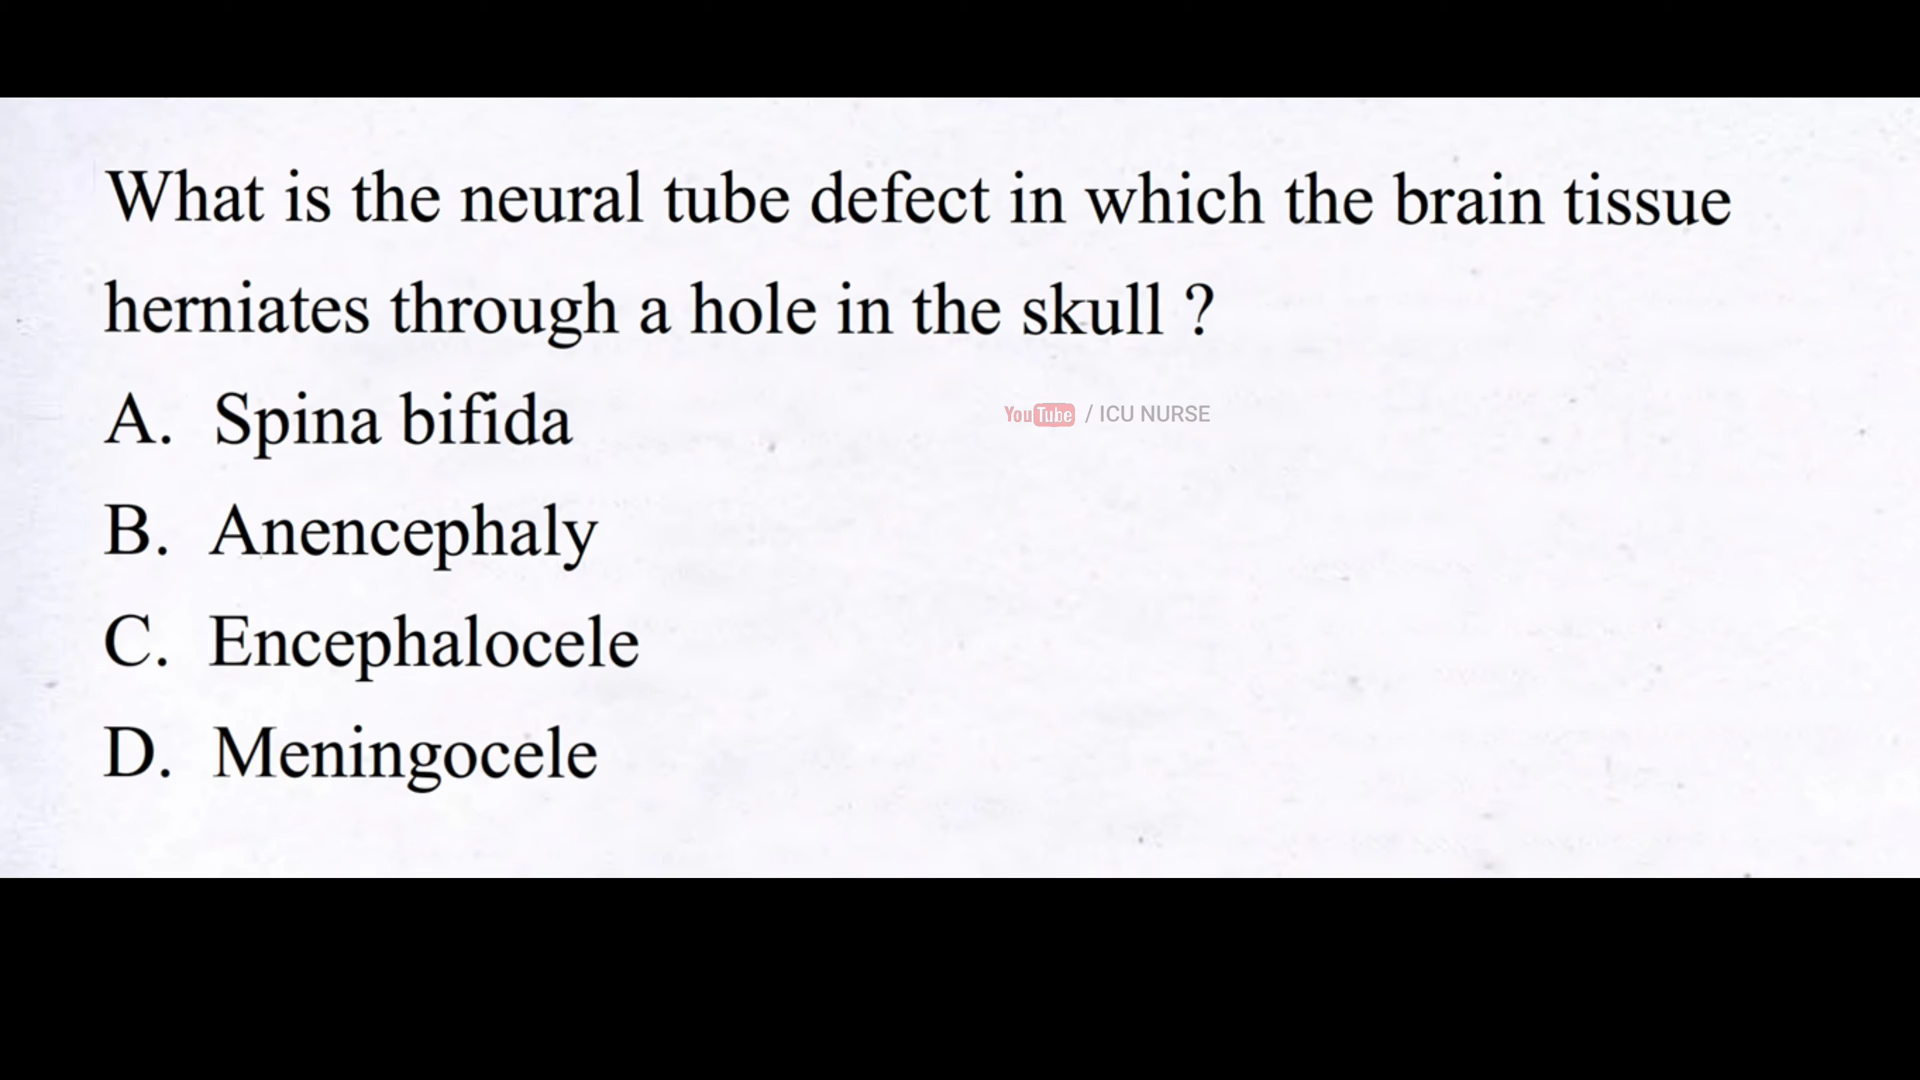 What is the neural tube defect in which the brain tissue
herniates through a hole in the skull ?
A. Spina bifida
YouTube / ICU NURSE
B. Anencephaly
C. Encephalocele
D. Meningocele